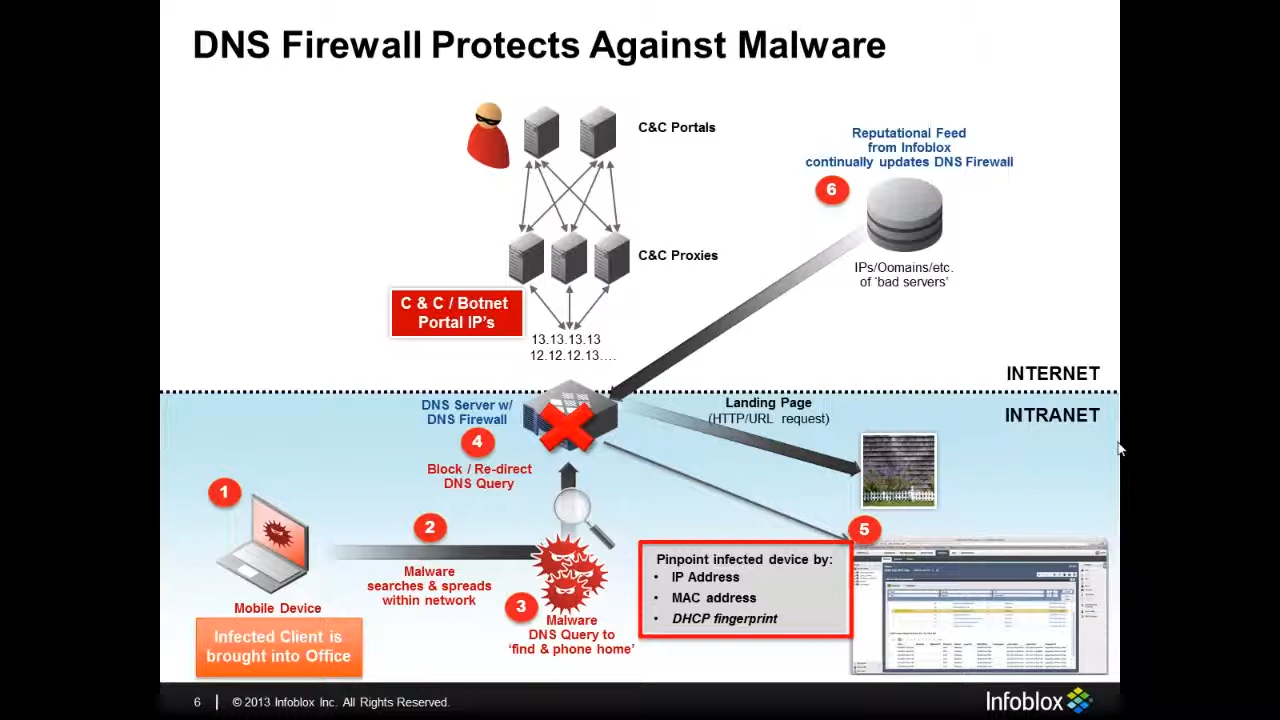 DNS Firewall Protects Against Malware
C&C Portals
Reputational Feed
from Infoblox
continually updates DNS Firewall
6
C&C Proxies
IPs/Oomains/etc.
of ‘bad servers’
C & C / Botnet
Portal IP’s
13.13.13.13
12.12.12.13….
INTERNET
INTRANET
DNS Server w/
DNS Firewall
Landing Page
(HTTP/URL request)
4
Block / Re-direct
DNS Query
1
2
Malware
searches & spreads
within network
Mobile Device
Infected Client is
brought into Office
3
Malware
DNS Query to
‘find & phone home’
5
Pinpoint infected device by:
• IP Address
• MAC address
• DHCP fingerprint
6 | © 2013 Infoblox Inc. All Rights Reserved.
Infoblox